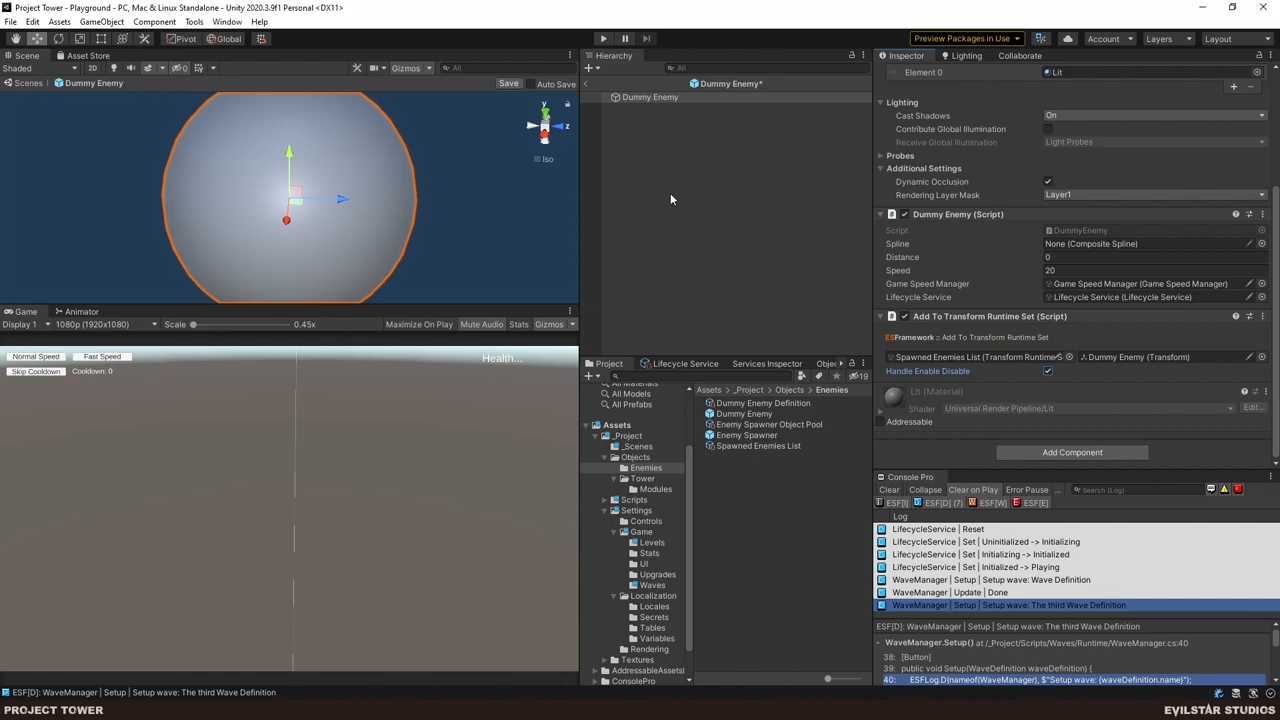 Project Tower - Playground - PC, Mac & Linux Standalone - Unity 2020.3.9f1 Personal <DX11>
File Edit Assets GameObject Component Tools Window Help
Pivot Global
Preview Packages in Use
Account Layers Layout
Scene Asset Store
Shaded 2D 0 Gizmos All
Scenes Dummy Enemy Save Auto Save
y
z
Iso
Game Animator
Display 1 1080p (1920x1080) Scale 0.45x Maximize On Play Mute Audio Stats Gizmos
Normal Speed Fast Speed
Health...
Skip Cooldown Cooldown: 0
Hierarchy
All
Dummy Enemy*
Dummy Enemy
Project Lifecycle Service Services Inspector Obje
19
All Materials
All Models
All Prefabs
Assets
_Project
_Scenes
Objects
Enemies
Tower
Modules
Scripts
Settings
Controls
Game
Levels
Stats
UI
Upgrades
Waves
Localization
Locales
Secrets
Tables
Variables
Rendering
Textures
AddressableAssetsI
ConsolePro
Assets _Project Objects Enemies
Dummy Enemy Definition
Dummy Enemy
Enemy Spawner Object Pool
Enemy Spawner
Spawned Enemies List
Inspector Lighting Collaborate
Element 0 Lit
Lighting
Cast Shadows On
Contribute Global Illumination
Receive Global Illumination Light Probes
Probes
Additional Settings
Dynamic Occlusion
Rendering Layer Mask Layer1
Dummy Enemy (Script)
Script DummyEnemy
Spline None (Composite Spline)
Distance 0
Speed 20
Game Speed Manager Game Speed Manager (Game Speed Manager)
Lifecycle Service Lifecycle Service (Lifecycle Service)
Add To Transform Runtime Set (Script)
ESFramework :: Add To Transform Runtime Set
Spawned Enemies List (Transform Runtime S Dummy Enemy (Transform)
Handle Enable Disable
Lit (Material)
Shader Universal Render Pipeline/Lit Edit...
Addressable
Add Component
Console Pro
Clear Collapse Clear on Play Error Pause ... Search (Log)
ESF[I] ESF[D] (7) ESF[W] ESF[E]
Log
LifecycleService | Reset
LifecycleService | Set | Uninitialized -> Initializing
LifecycleService | Set | Initializing -> Initialized
LifecycleService | Set | Initialized -> Playing
WaveManager | Setup | Setup wave: Wave Definition
WaveManager | Update | Done
WaveManager | Setup | Setup wave: The third Wave Definition
ESF[D]: WaveManager | Setup | Setup wave: The third Wave Definition
WaveManager.Setup() at /_Project/Scripts/Waves/Runtime/WaveManager.cs:40
38: [Button]
39: public void Setup(WaveDefinition waveDefinition) {
40: ESFLog.D(nameof(WaveManager), $"Setup wave: {waveDefinition.name}");
ESF[D]: WaveManager | Setup | Setup wave: The third Wave Definition
PROJECT TOWER EVILSTAR STUDIOS